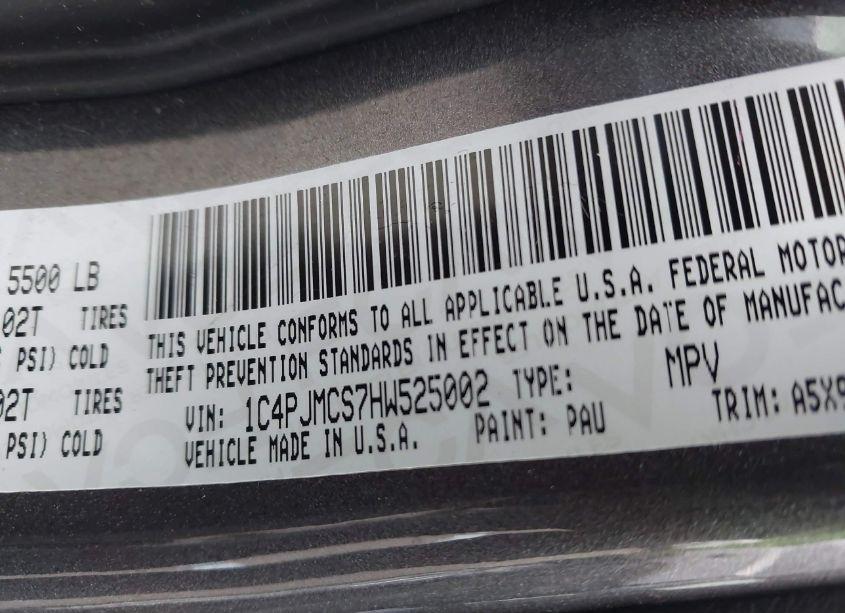 5500 LB
02T TIRES
PSI) COLD
02T TIRES
PSI) COLD
THIS VEHICLE CONFORMS TO ALL APPLICABLE U.S.A. FEDERAL MOTOR
THEFT PREVENTION STANDARDS IN EFFECT ON THE DATE OF MANUFAC
VIN: 1C4PJMCS7HW525002 TYPE: MPV
VEHICLE MADE IN U.S.A. PAINT: PAU TRIM: A5X9